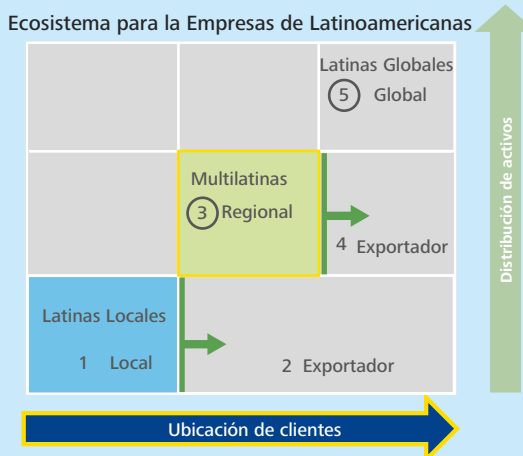 Ecosistema para la Empresas de Latinoamericanas
Latinas Globales
5 Global
Multilatinas
3 Regional
4 Exportador
Latinas Locales
1 Local
2 Exportador
Ubicación de clientes
Distribución de activos